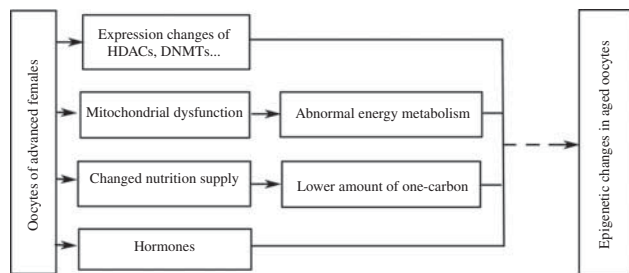 Oocytes of advanced females
Expression changes of
HDACs, DNMTs...
Mitochondrial dysfunction
Abnormal energy metabolism
Changed nutrition supply
Lower amount of one-carbon
Hormones
Epigenetic changes in aged oocytes